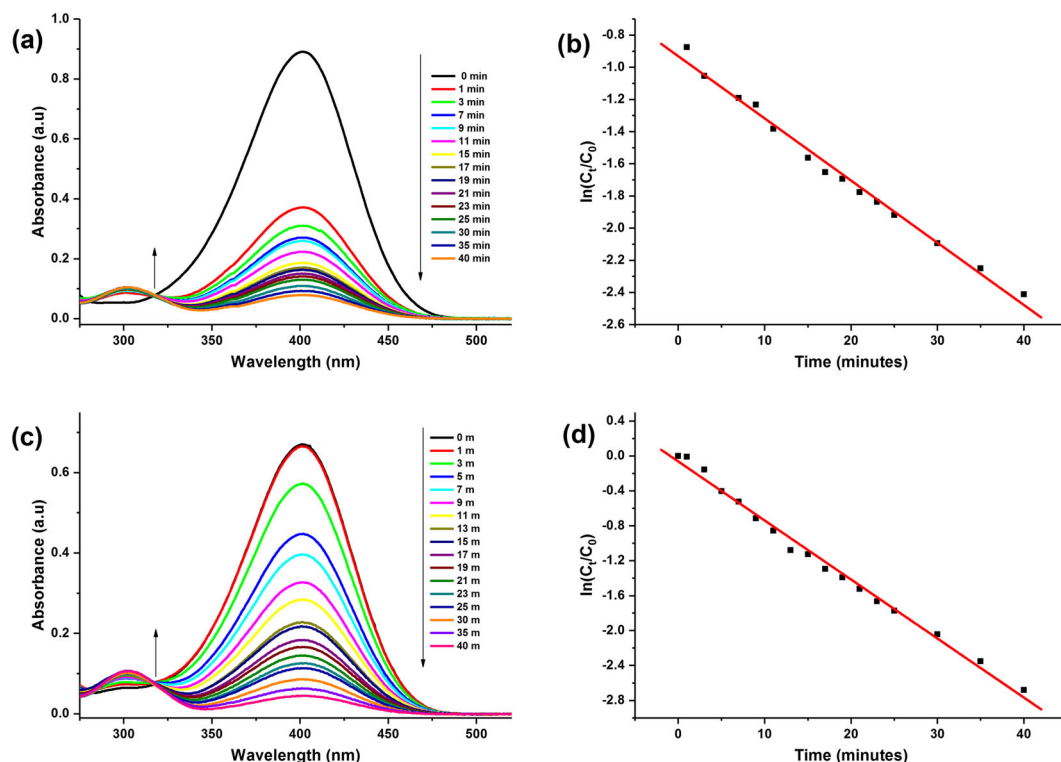 (a)
1.0
0.8
0.6
0.4
0.2
0.0
Absorbance (a.u)
300 350 400 450 500
Wavelength (nm)
0 min
1 min
3 min
7 min
9 min
11 min
15 min
17 min
19 min
21 min
23 min
25 min
30 min
35 min
40 min
(b)
-0.8
-1.0
-1.2
-1.4
-1.6
-1.8
-2.0
-2.2
-2.4
-2.6
ln(Ct/C0)
0 10 20 30 40
Time (minutes)
(c)
0.6
0.4
0.2
0.0
Absorbance (a.u)
300 350 400 450 500
Wavelength (nm)
0 m
1 m
3 m
5 m
7 m
9 m
11 m
13 m
15 m
17 m
19 m
21 m
23 m
25 m
30 m
35 m
40 m
(d)
0.4
0.0
-0.4
-0.8
-1.2
-1.6
-2.0
-2.4
-2.8
ln(Ct/C0)
0 10 20 30 40
Time (minutes)